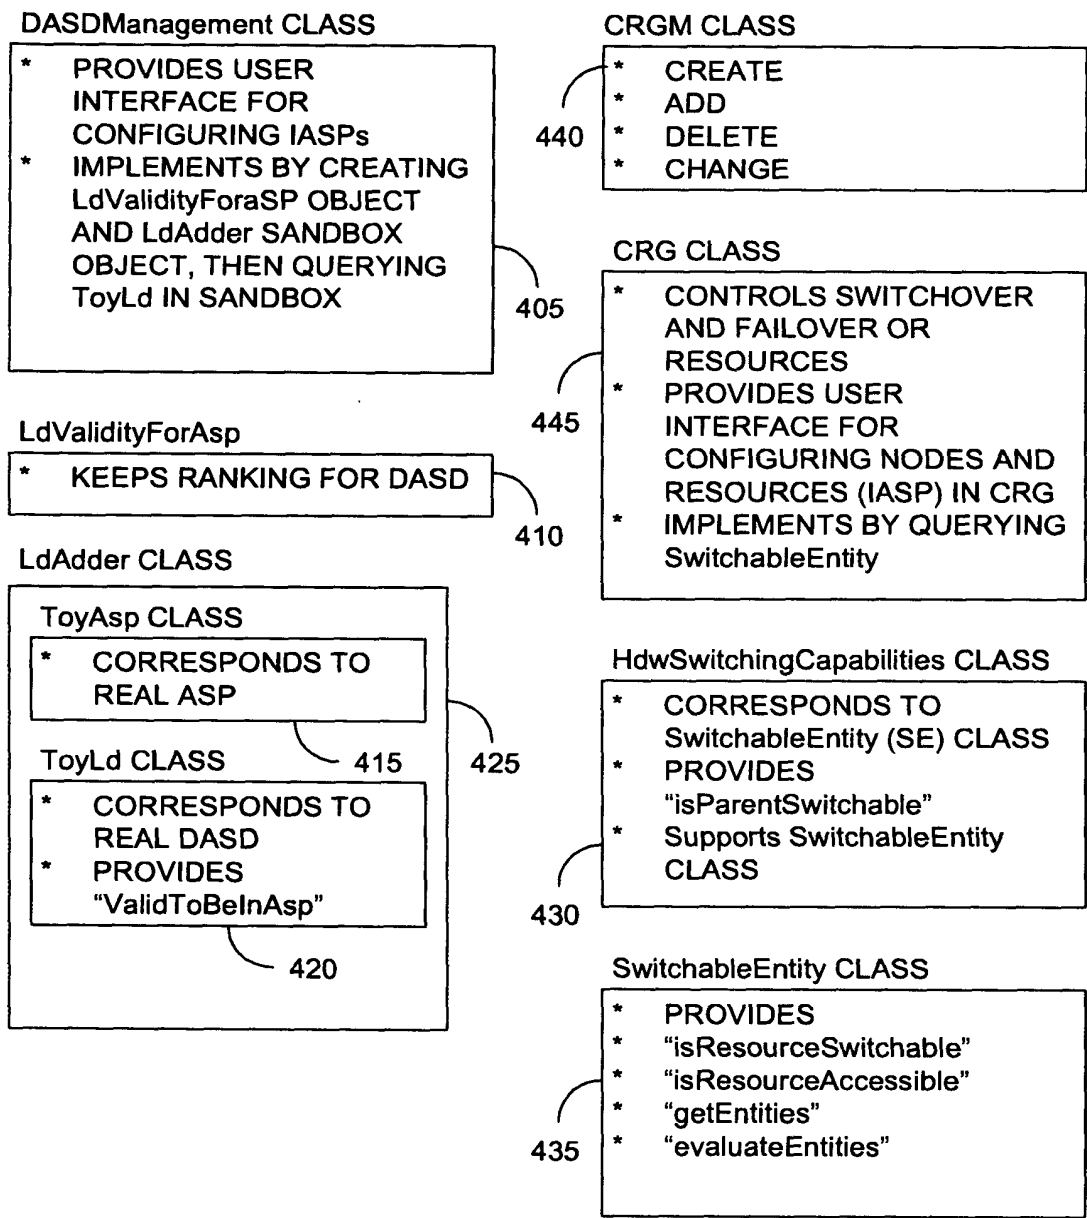 DASDManagement CLASS
* PROVIDES USER
INTERFACE FOR
CONFIGURING IASPs
* IMPLEMENTS BY CREATING
LdValidityForaSP OBJECT
AND LdAdder SANDBOX
OBJECT, THEN QUERYING
ToyLd IN SANDBOX
405
LdValidityForAsp
* KEEPS RANKING FOR DASD
410
LdAdder CLASS
ToyAsp CLASS
* CORRESPONDS TO
REAL ASP
415
425
ToyLd CLASS
* CORRESPONDS TO
REAL DASD
* PROVIDES
"ValidToBeInAsp"
420
CRGM CLASS
* CREATE
* ADD
* DELETE
* CHANGE
440
CRG CLASS
* CONTROLS SWITCHOVER
AND FAILOVER OR
RESOURCES
* PROVIDES USER
INTERFACE FOR
CONFIGURING NODES AND
RESOURCES (IASP) IN CRG
* IMPLEMENTS BY QUERYING
SwitchableEntity
445
HdwSwitchingCapabilities CLASS
* CORRESPONDS TO
SwitchableEntity (SE) CLASS
* PROVIDES
"isParentSwitchable"
* Supports SwitchableEntity
CLASS
430
SwitchableEntity CLASS
* PROVIDES
* "isResourceSwitchable"
* "isResourceAccessible"
* "getEntities"
* "evaluateEntities"
435